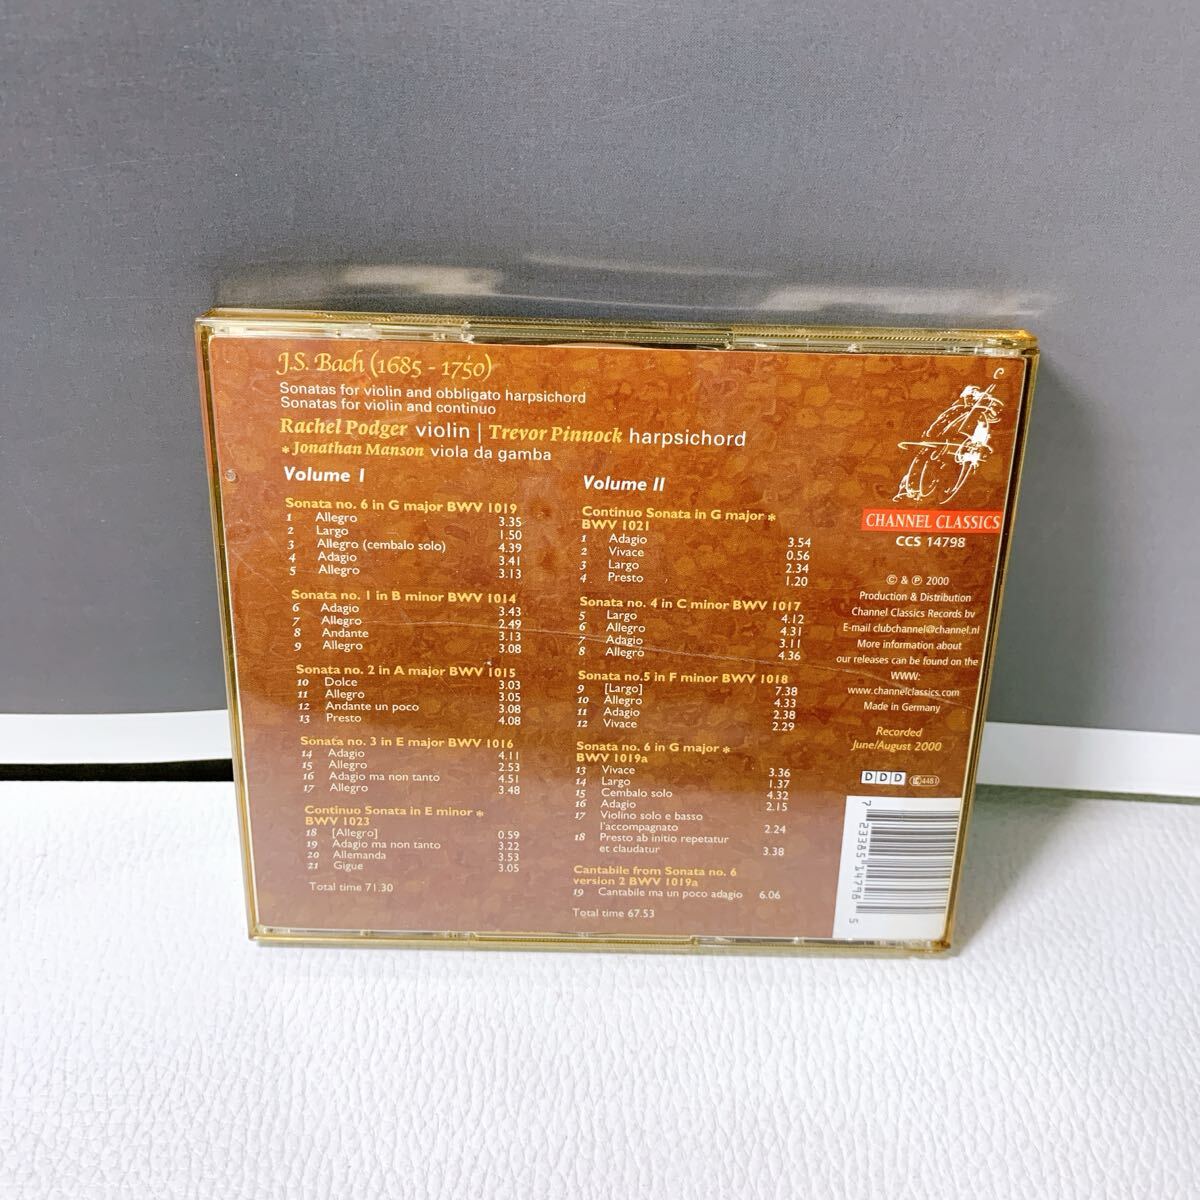 J.S. Bach (1685 - 1750)
Sonatas for violin and obbligato harpsichord
Sonatas for violin and continuo
Rachel Podger violin | Trevor Pinnock harpsichord
* Jonathan Manson viola da gamba
Volume I
Sonata no. 6 in G major BWV 1019
1 Allegro 3.35
2 Largo 1.50
3 Allegro (cembalo solo) 4.39
4 Adagio 3.41
5 Allegro 3.13
Sonata no. 1 in B minor BWV 1014
6 Adagio 3.43
7 Allegro 2.49
8 Andante 3.13
9 Allegro 3.08
Sonata no. 2 in A major BWV 1015
10 Dolce 3.03
11 Allegro 3.05
12 Andante un poco 3.08
13 Presto 4.08
Sonata no. 3 in E major BWV 1016
14 Adagio 4.11
15 Allegro 2.53
16 Adagio ma non tanto 4.51
17 Allegro 3.48
Continuo Sonata in E minor *
BWV 1023
18 [Allegro] 0.59
19 Adagio ma non tanto 3.22
20 Allemanda 3.53
21 Gigue 3.05
Total time 71.30
Volume II
Continuo Sonata in G major *
BWV 1021
1 Adagio 3.54
2 Vivace 0.56
3 Largo 2.34
4 Presto 1.20
Sonata no. 4 in C minor BWV 1017
5 Largo 4.12
6 Allegro 4.31
7 Adagio 3.11
8 Allegro 4.36
Sonata no.5 in F minor BWV 1018
9 [Largo] 7.38
10 Allegro 4.33
11 Adagio 2.38
12 Vivace 2.29
Sonata no. 6 in G major *
BWV 1019a
13 Vivace 3.36
14 Largo 1.37
15 Cembalo solo 4.32
16 Adagio 2.15
17 Violino solo e basso
l'accompagnato 2.24
18 Presto ab initio repetatur
et claudatur 3.38
Cantabile from Sonata no. 6
version 2 BWV 1019a
19 Cantabile ma un poco adagio 6.06
Total time 67.53
CHANNEL CLASSICS
CCS 14798
© & ℗ 2000
Production & Distribution
Channel Classics Records bv
E-mail clubchannel@channel.nl
More information about
our releases can be found on the
WWW:
www.channelclassics.com
Made in Germany
Recorded
June/August 2000
DDD
LC 4481
7 23385 14798 5